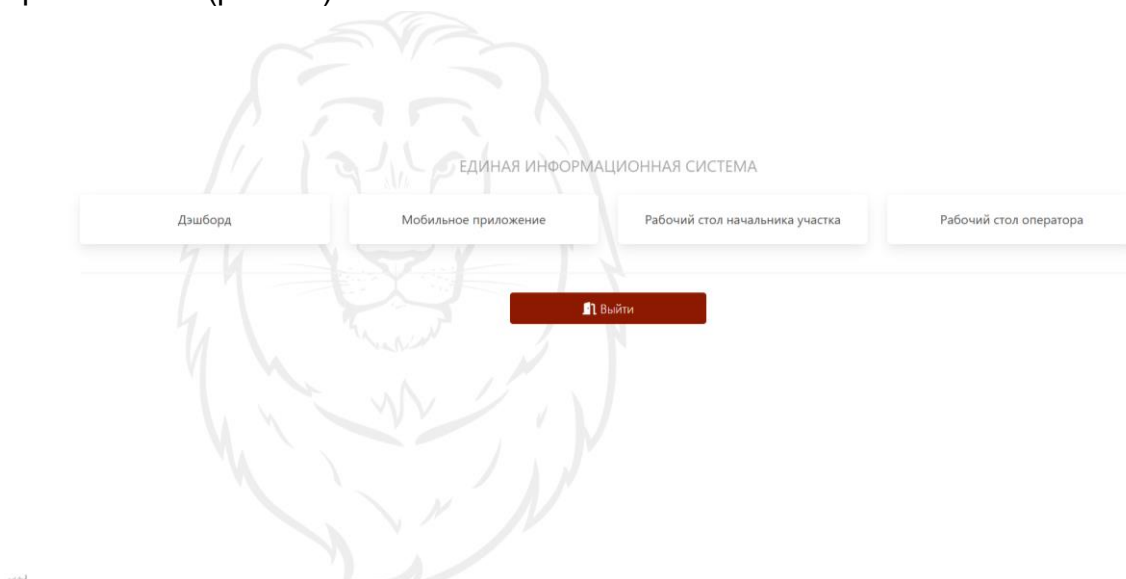 ЕДИНАЯ ИНФОРМАЦИОННАЯ СИСТЕМА
Дэшборд
Мобильное приложение
Рабочий стол начальника участка
Рабочий стол оператора
Выйти